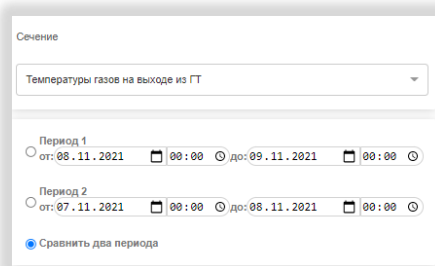 Сечение
Температуры газов на выходе из ГТ
Период 1
от: 08.11.2021 00:00 до: 09.11.2021 00:00
Период 2
от: 07.11.2021 00:00 до: 08.11.2021 00:00
Сравнить два периода